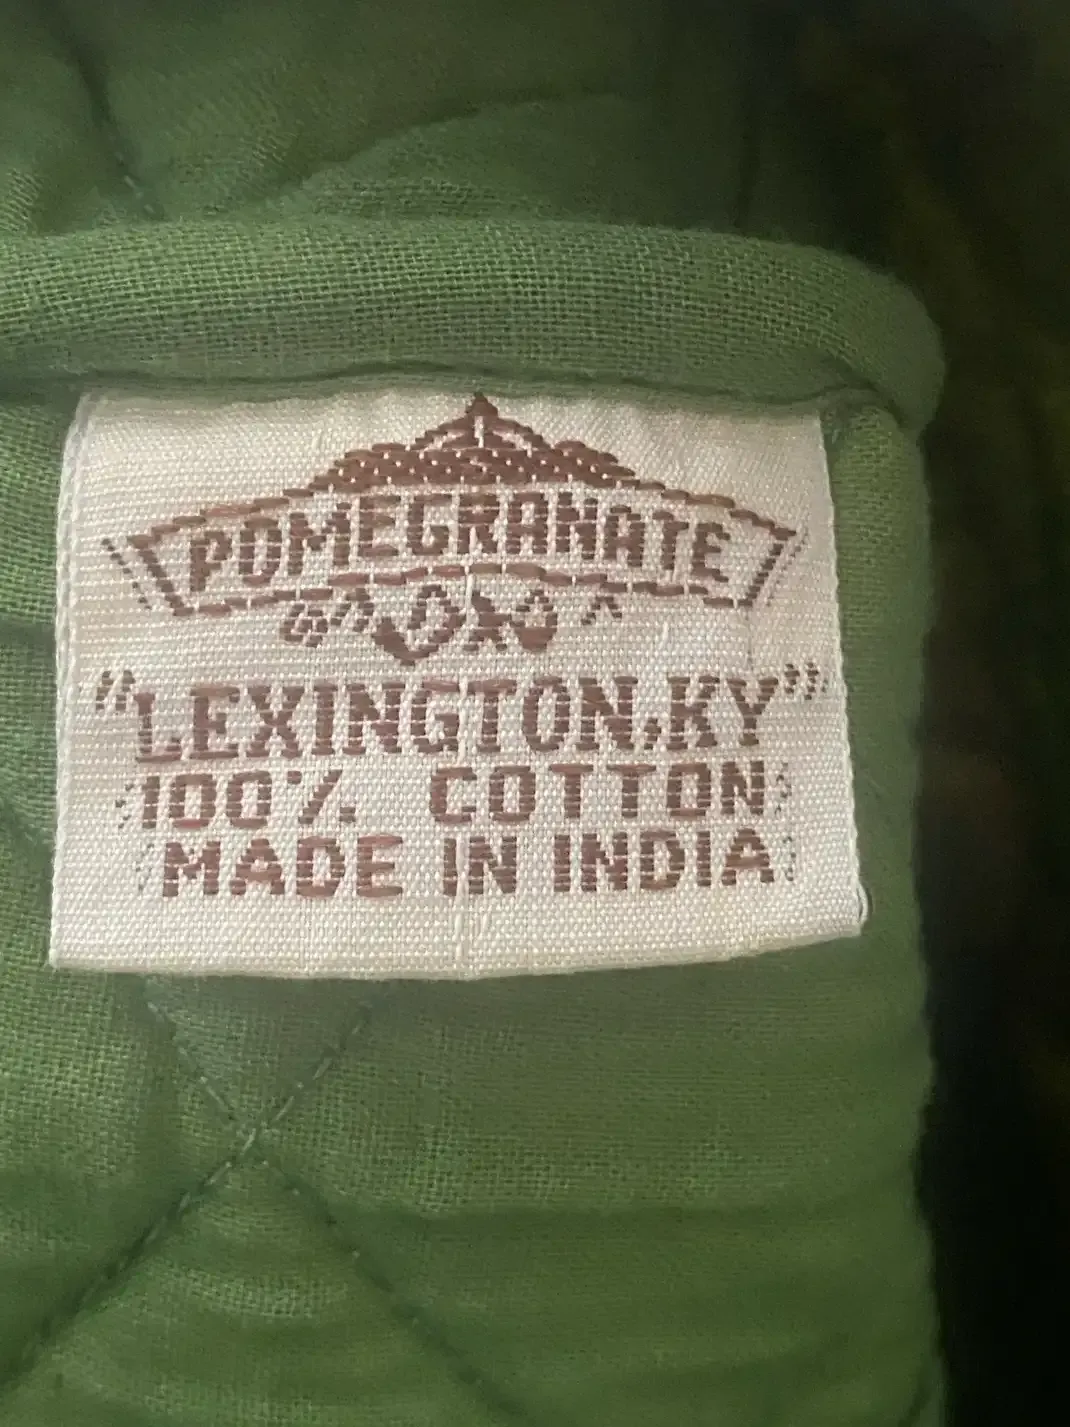 POMEGRANATE
"LEXINGTON,KY"
100% COTTON
MADE IN INDIA